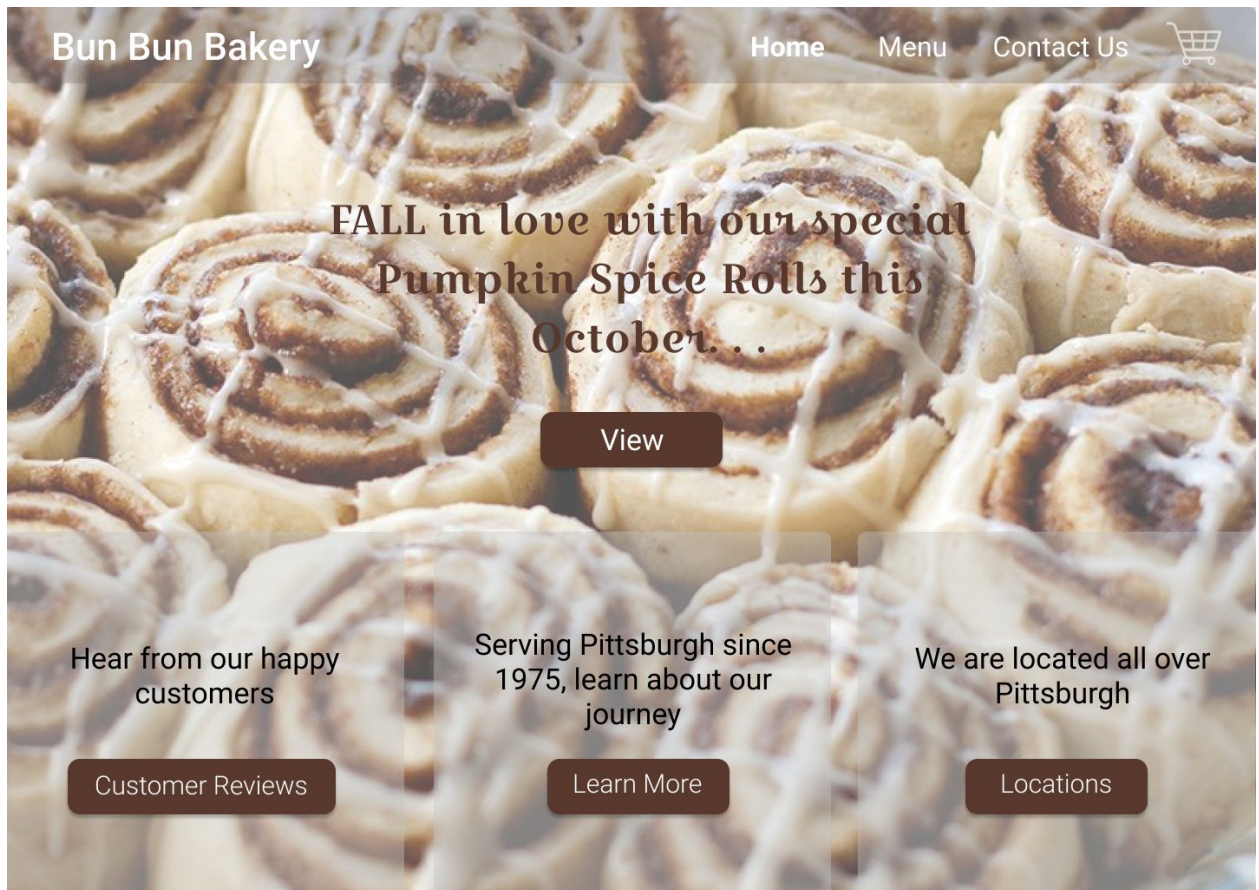 Bun Bun Bakery
Home
Menu
Contact Us
FALL in love with our special
Pumpkin Spice Rolls this
October. . .
View
Hear from our happy
customers
Customer Reviews
Serving Pittsburgh since
1975, learn about our
journey
Learn More
We are located all over
Pittsburgh
Locations